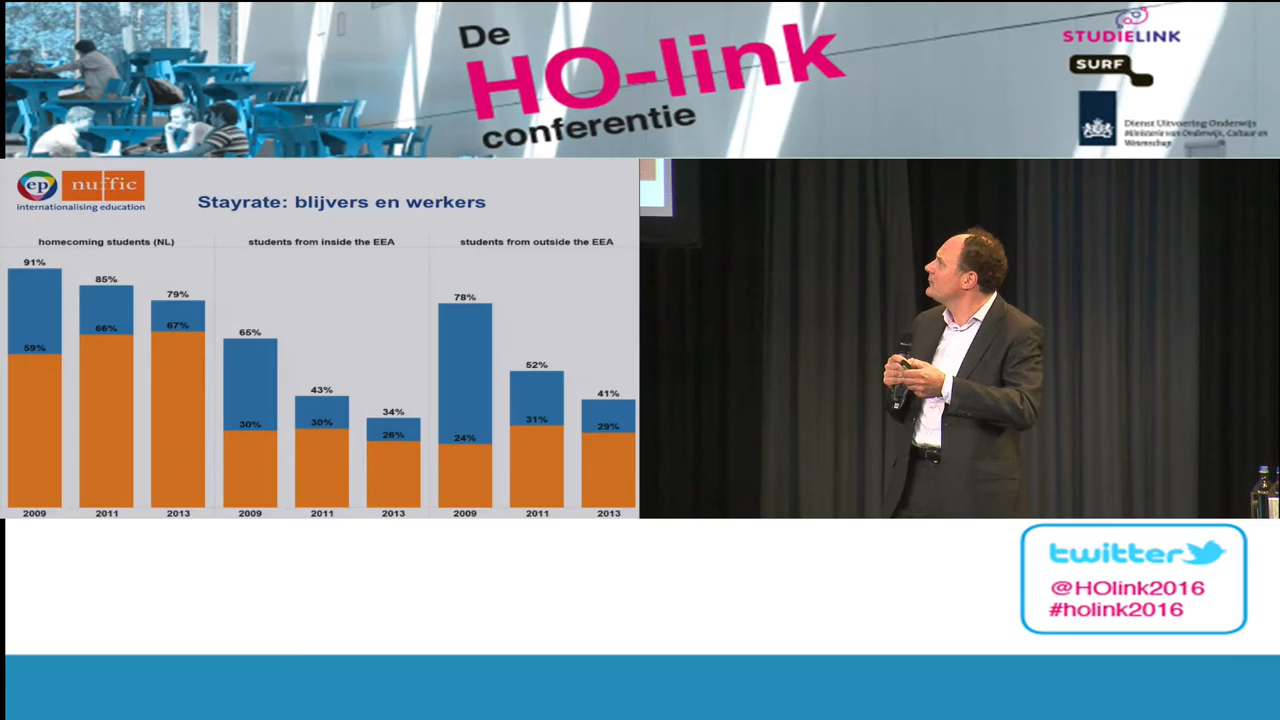 De
HO-link
conferentie
STUDIELINK
SURF
Dienst Uitvoering Onderwijs
Ministerie van Onderwijs, Cultuur en
Wetenschap
ep nuffic
internationalising education
Stayrate: blijvers en werkers
homecoming students (NL)
students from inside the EEA
students from outside the EEA
91%
85%
79%
59%
66%
67%
65%
43%
34%
30%
30%
26%
78%
52%
41%
24%
31%
29%
2009
2011
2013
2009
2011
2013
2009
2011
2013
twitter
@HOlink2016
#holink2016